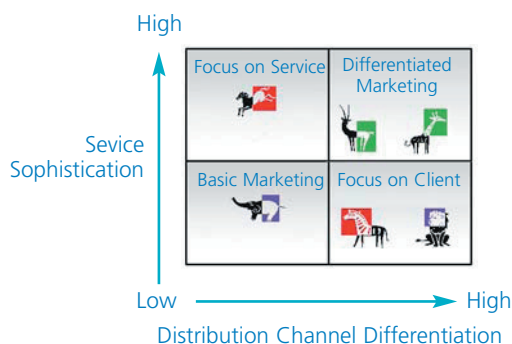 High
Focus on Service
Differentiated
Marketing
Sevice
Sophistication
Basic Marketing
Focus on Client
Low
High
Distribution Channel Differentiation